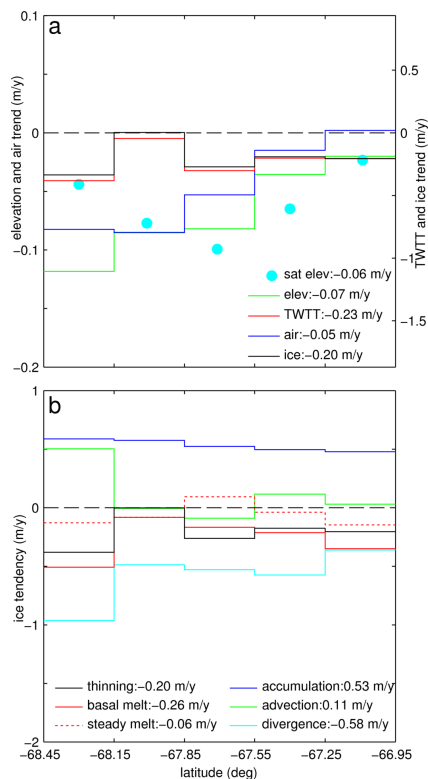 a
0.1
0
−0.1
−0.2
elevation and air trend (m/y)
0.5
0
−1
−1.5
TWTT and ice trend (m/y)
sat elev:−0.06 m/y
elev:−0.07 m/y
TWTT:−0.23 m/y
air:−0.05 m/y
ice:−0.20 m/y
b
1
0
−1
−2
ice tendency (m/y)
thinning:−0.20 m/y accumulation:0.53 m/y
basal melt:−0.26 m/y advection:0.11 m/y
steady melt:−0.06 m/y divergence:−0.58 m/y
−68.45 −68.15 −67.85 −67.55 −67.25 −66.95
latitude (deg)